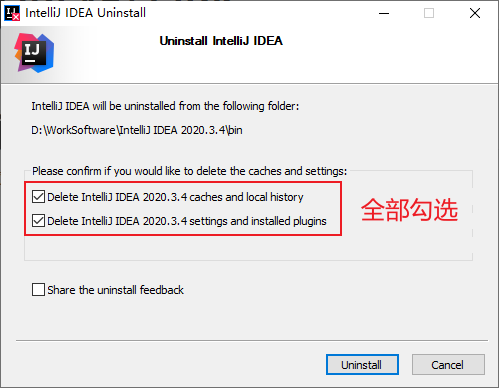 IntelliJ IDEA Uninstall
IJ
Uninstall IntelliJ IDEA
IntelliJ IDEA will be uninstalled from the following folder:
D:\WorkSoftware\IntelliJ IDEA 2020.3.4\bin
Please confirm if you would like to delete the caches and settings:
Delete IntelliJ IDEA 2020.3.4 caches and local history
Delete IntelliJ IDEA 2020.3.4 settings and installed plugins
全部勾选
Share the uninstall feedback
Uninstall
Cancel